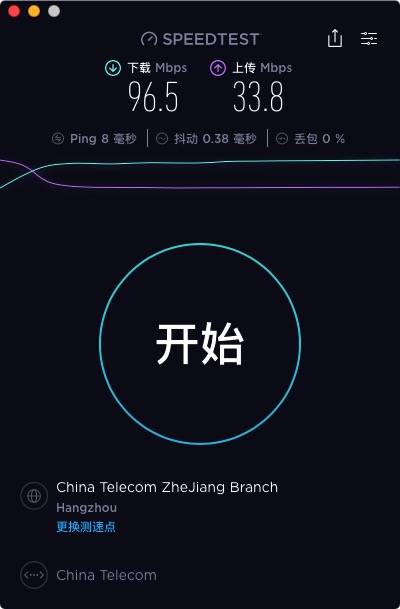 SPEEDTEST
下载 Mbps 上传 Mbps
96.5 33.8
Ping 8 毫秒 抖动 0.38 毫秒 丢包 0 %
开始
China Telecom ZheJiang Branch
Hangzhou
更换测速点
China Telecom